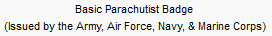 Basic Parachutist Badge
(Issued by the Army, Air Force, Navy, & Marine Corps)